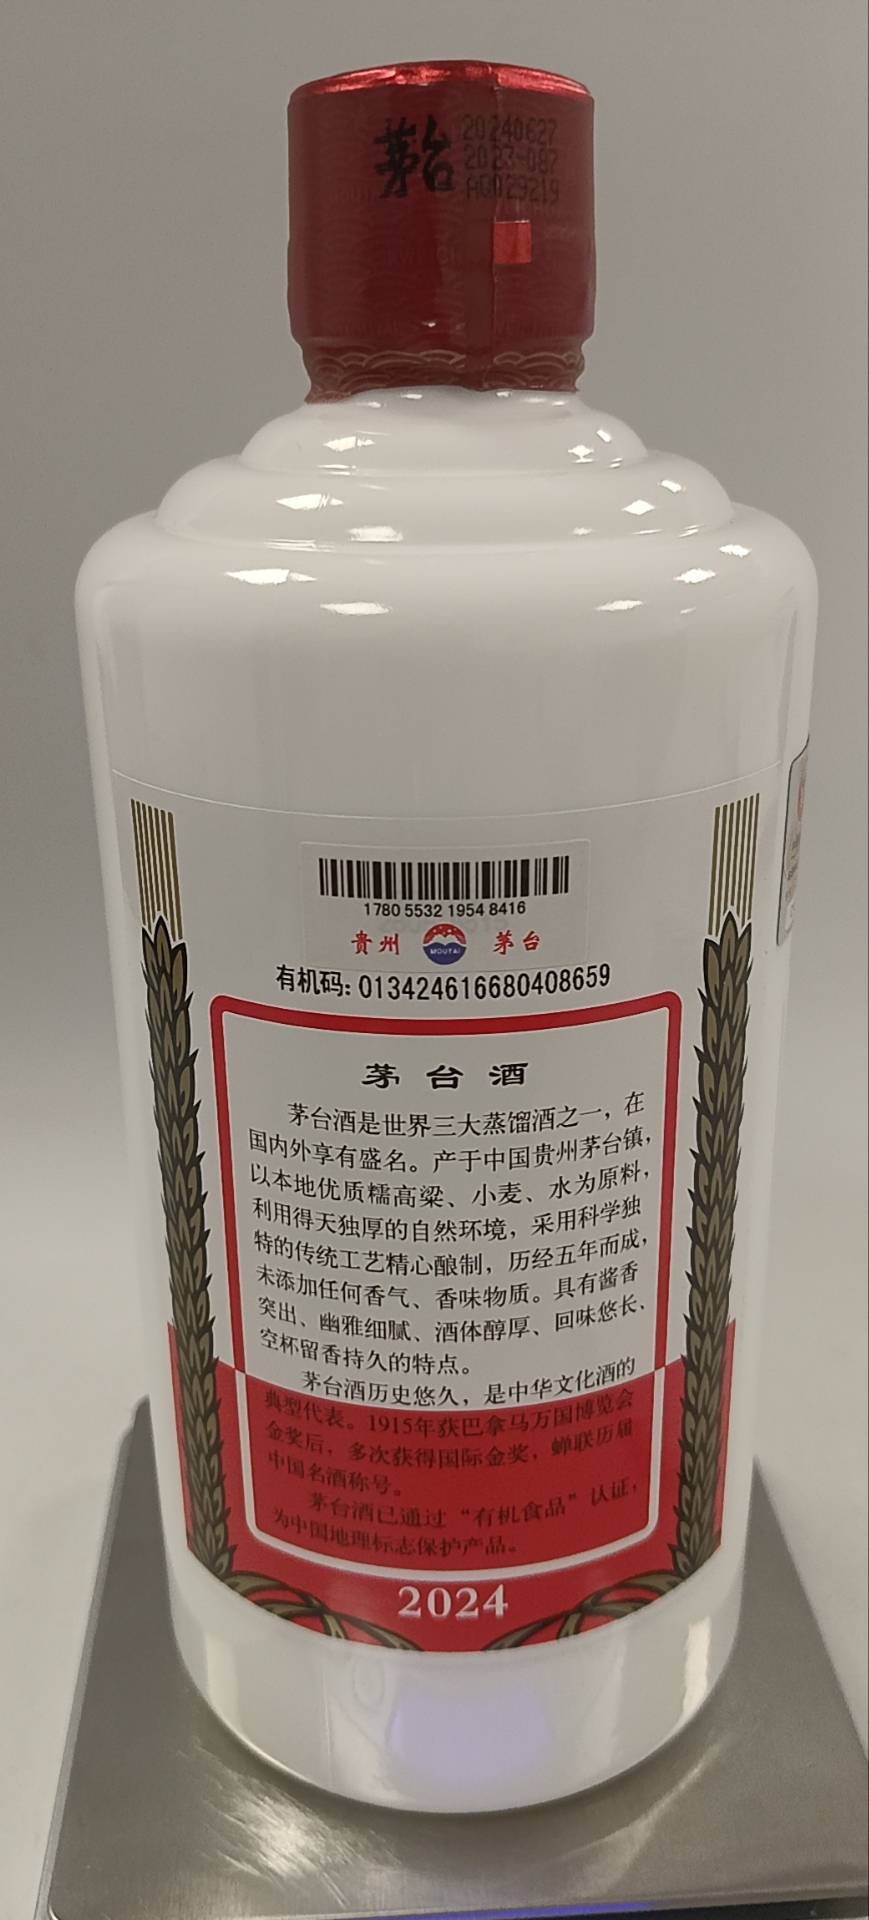 茅台
20240627
2023-087
AQ029219
1780 5532 1954 8416
贵州 MOUTAI 茅台
有机码: 013424616680408659
茅台酒
茅台酒是世界三大蒸馏酒之一，在
国内外享有盛名。产于中国贵州茅台镇，
以本地优质糯高粱、小麦、水为原料，
利用得天独厚的自然环境，采用科学独
特的传统工艺精心酿制，历经五年而成，
未添加任何香气、香味物质。具有酱香
突出、幽雅细腻、酒体醇厚、回味悠长、
空杯留香持久的特点。
茅台酒历史悠久，是中华文化酒的
典型代表。1915年获巴拿马万国博览会
金奖后，多次获得国际金奖，蝉联历届
中国名酒称号。
茅台酒已通过“有机食品”认证，
为中国地理标志保护产品。
2024